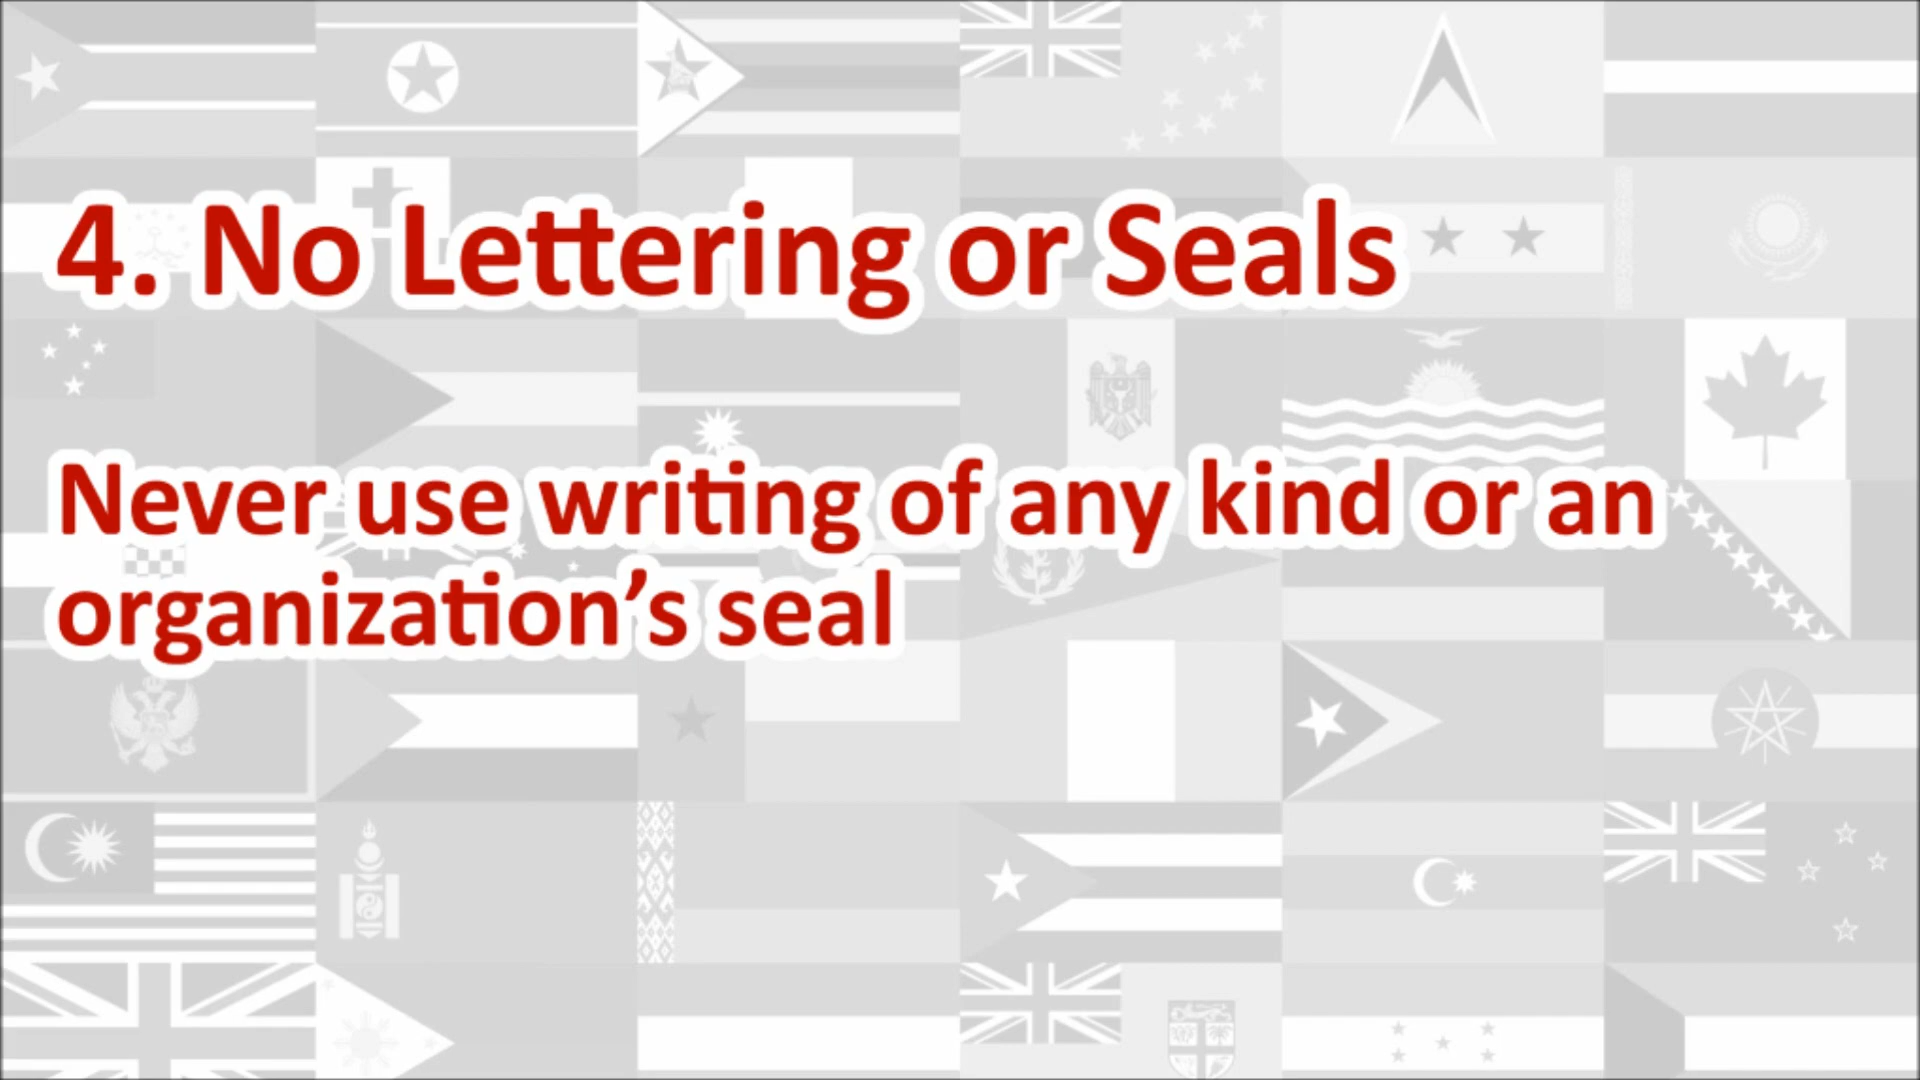 4. No Lettering or Seals
Never use writing of any kind or an
organization’s seal